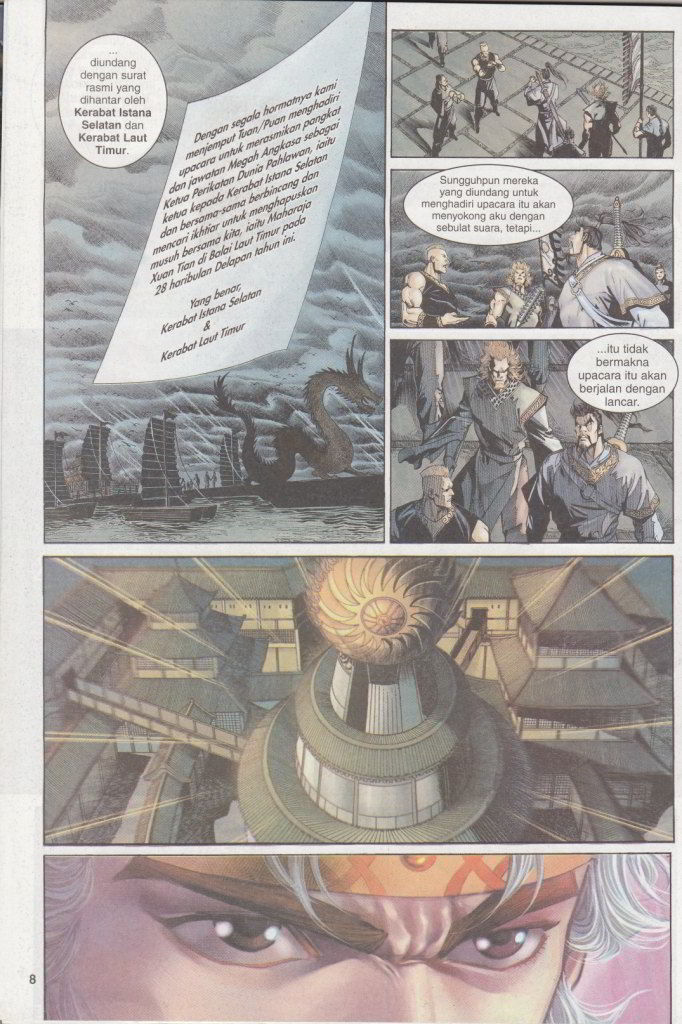 ...
diundang
dengan surat
rasmi yang
dihantar oleh
Kerabat Istana
Selatan dan
Kerabat Laut
Timur.
Dengan segala hormatnya kami
menjemput Tuan/Puan menghadiri
upacara untuk merasmikan pangkat
dan jawatan Megah Angkasa sebagai
Ketua Perikatan Dunia Pahlawan, iaitu
ketua kepada Kerabat Istana Selatan
dan bersama-sama berbincang dan
mencari ikhtiar untuk menghapuskan
musuh bersama kita, iaitu Maharaja
Xuan Tian di Balai Laut Timur pada
28 haribulan Delapan tahun ini.
Yang benar,
Kerabat Istana Selatan
&
Kerabat Laut Timur
Sungguhpun mereka
yang diundang untuk
menghadiri upacara itu akan
menyokong aku dengan
sebulat suara, tetapi...
...itu tidak
bermakna
upacara itu akan
berjalan dengan
lancar.
8